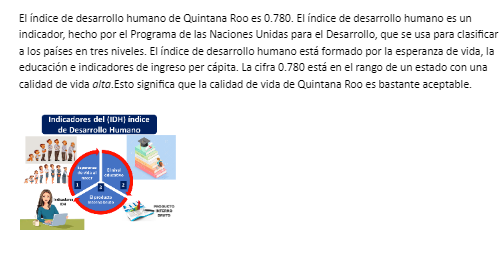 El índice de desarrollo humano de Quintana Roo es 0.780. El índice de desarrollo humano es un
indicador, hecho por el Programa de las Naciones Unidas para el Desarrollo, que se usa para clasificar
a los países en tres niveles. El índice de desarrollo humano está formado por la esperanza de vida, la
educación e indicadores de ingreso per cápita. La cifra 0.780 está en el rango de un estado con una
calidad de vida alta.Esto significa que la calidad de vida de Quintana Roo es bastante aceptable.
Indicadores del (IDH) índice
de Desarrollo Humano
de vida al
nacer
El nivel
educativo
1
2
3
El producto
PRODUCTO
INTERNO
BRUTO